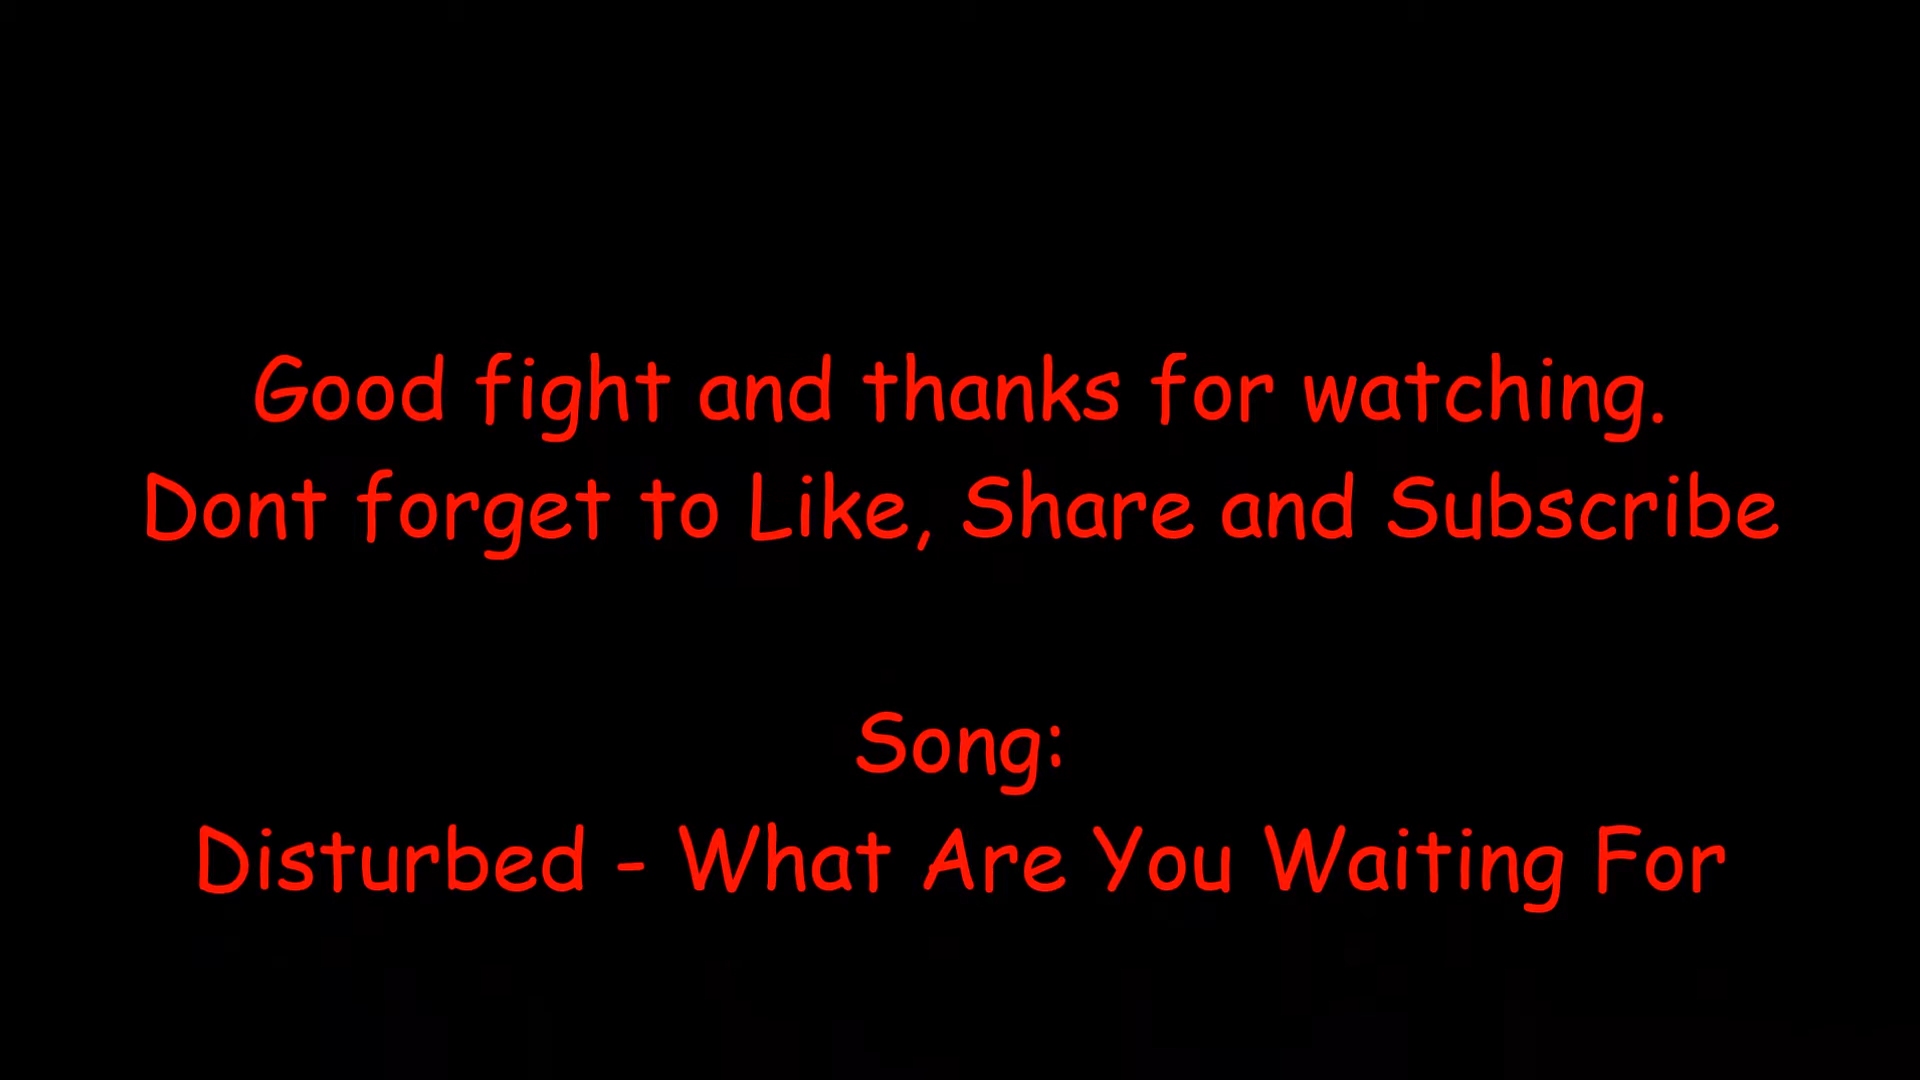 Good fight and thanks for watching.
Dont forget to Like, Share and Subscribe
Song:
Disturbed - What Are You Waiting For